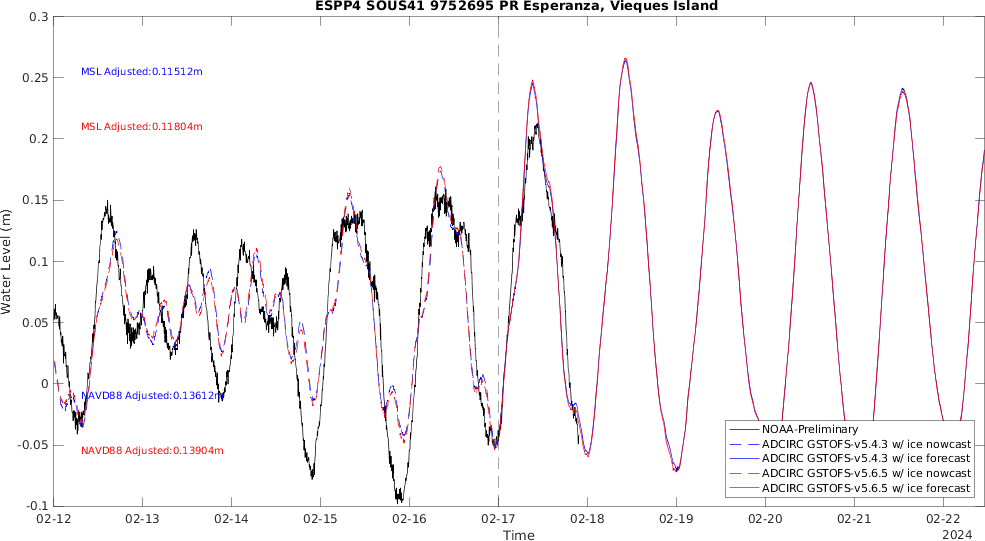 ESPP4 SOUS41 9752695 PR Esperanza, Vieques Island
0.3
0.25
0.2
0.15
0.1
0.05
0
-0.05
-0.1
Water Level (m)
MSL Adjusted:0.11512m
MSL Adjusted:0.11804m
NAVD88 Adjusted:0.13612m
NAVD88 Adjusted:0.13904m
NOAA-Preliminary
ADCIRC GSTOFS-v5.4.3 w/ ice nowcast
ADCIRC GSTOFS-v5.4.3 w/ ice forecast
ADCIRC GSTOFS-v5.6.5 w/ ice nowcast
ADCIRC GSTOFS-v5.6.5 w/ ice forecast
02-12 02-13 02-14 02-15 02-16 02-17 02-18 02-19 02-20 02-21 02-22
Time
2024